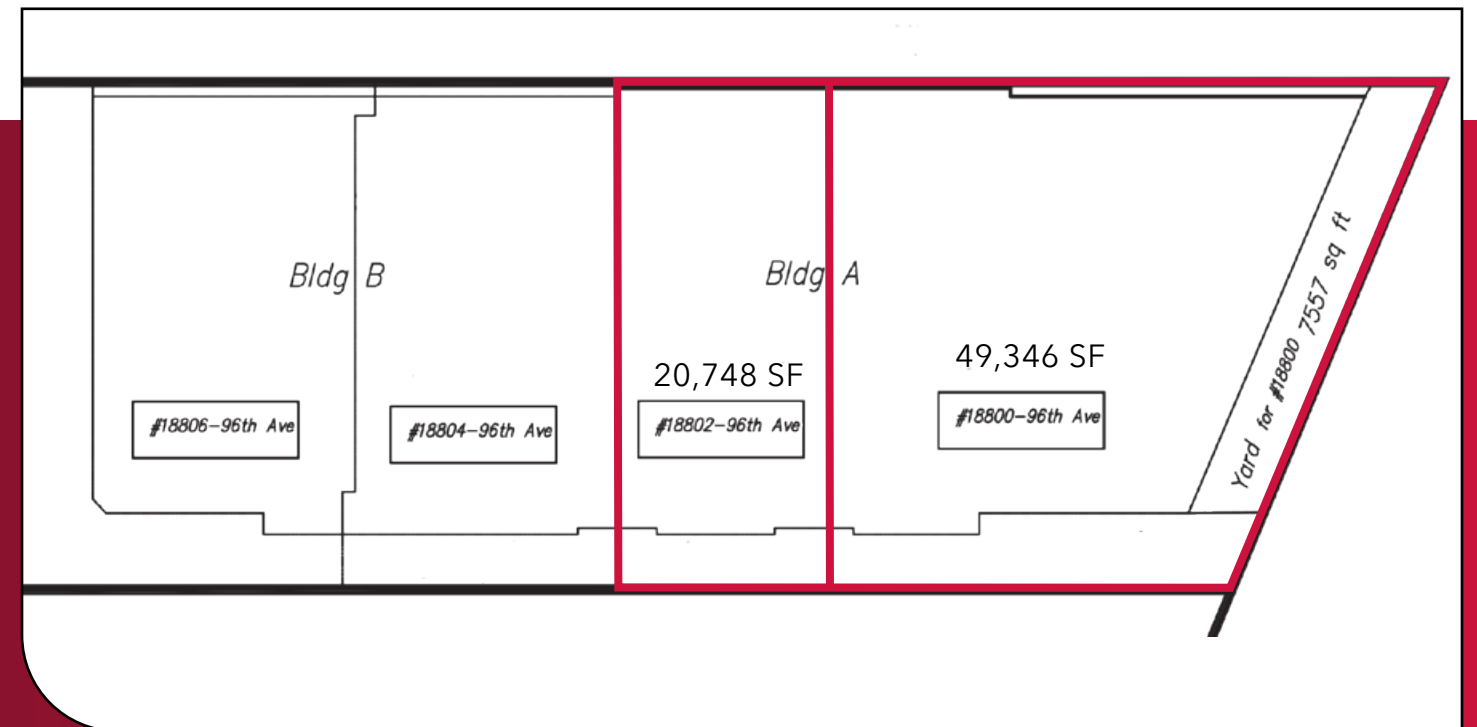 Bldg B
Bldg A
20,748 SF
49,346 SF
#18806-96th Ave
#18804-96th Ave
#18802-96th Ave
#18800-96th Ave
Yard for #18800 7557 sq ft